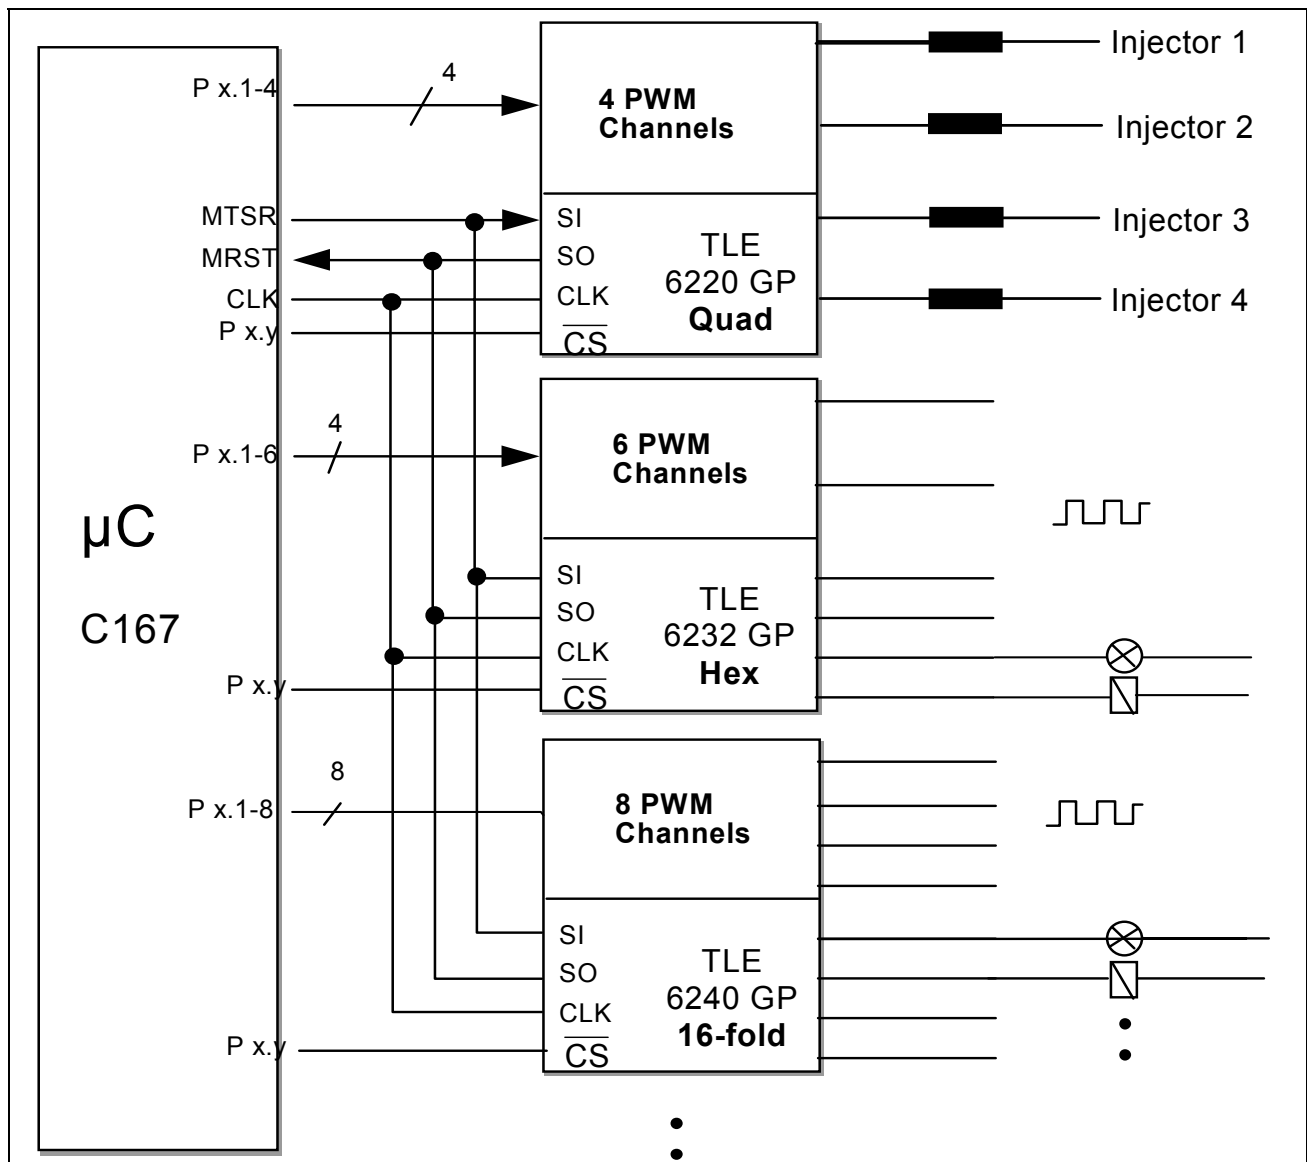 P x.1-4
4
4 PWM
Channels
Injector 1
Injector 2
MTSR
SI
MRST
SO
CLK
CLK
P x.y
CS
TLE
6220 GP
Quad
Injector 3
Injector 4
P x.1-6
4
6 PWM
Channels
µC
C167
SI
SO
CLK
P x.y
CS
TLE
6232 GP
Hex
P x.1-8
8
8 PWM
Channels
SI
SO
CLK
P x.y
CS
TLE
6240 GP
16-fold